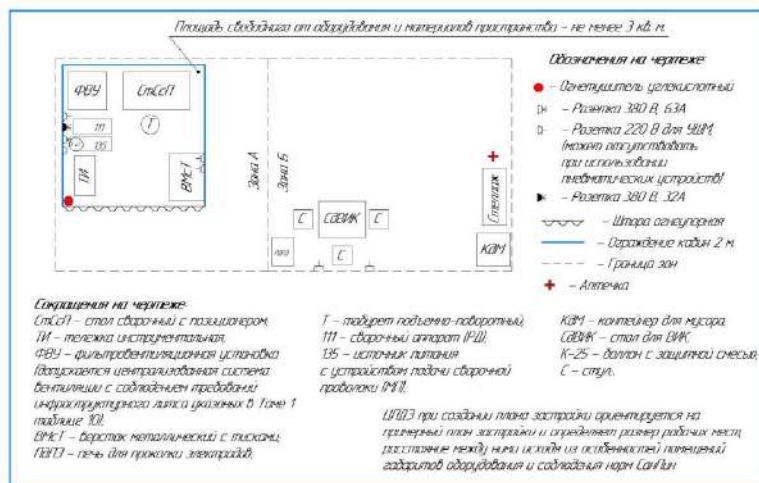 Площадь свободного от оборудования и материалов пространства – не менее 3 кв. м.
Обозначения на чертеже:
– Огнетушитель углекислотный
– Розетка 380 В, 63А
– Розетка 220 В для УШМ,
(может отсутствовать
при использовании
пневматических устройств)
– Розетка 380 В, 32А
– Штора огнеупорная
– Ограждение кабин 2 м.
– Граница зон
– Аптечка
ФВУ
СтСсП
111
135
Т
ТИ
ВМсТ
Зона А
Зона Б
С
СдВИК
С
С
Стеллаж
КдМ
Сокращения на чертеже:
СтСсП – стол сварочный с позиционером,
ТИ – тележка инструментальная,
ФВУ – фильтровентиляционная установка
(допускается централизованная система
вентиляции с соблюдением требований
инфраструктурного листа указаных в Томе 1
таблице 10),
ВМсТ – верстак металлический с тисками,
ПДПЭ – печь для прокалки электродов,
Т – табурет подъемно-поворотный,
111 – сварочный аппарат (РД),
135 – источник питания
с устройством подачи сварочной
проволоки (МП),
КдМ – контейнер для мусора,
СдВИК – стол для ВИК,
К-25 – баллон с защитной смесью,
С – стул.
ЦПДЭ при создании плана застройки ориентируется на
примерный план застройки и определяет размер рабочих мест,
расстояние между ними исходя из особенностей помещений
габаритов оборудования и соблюдения норм СанПин